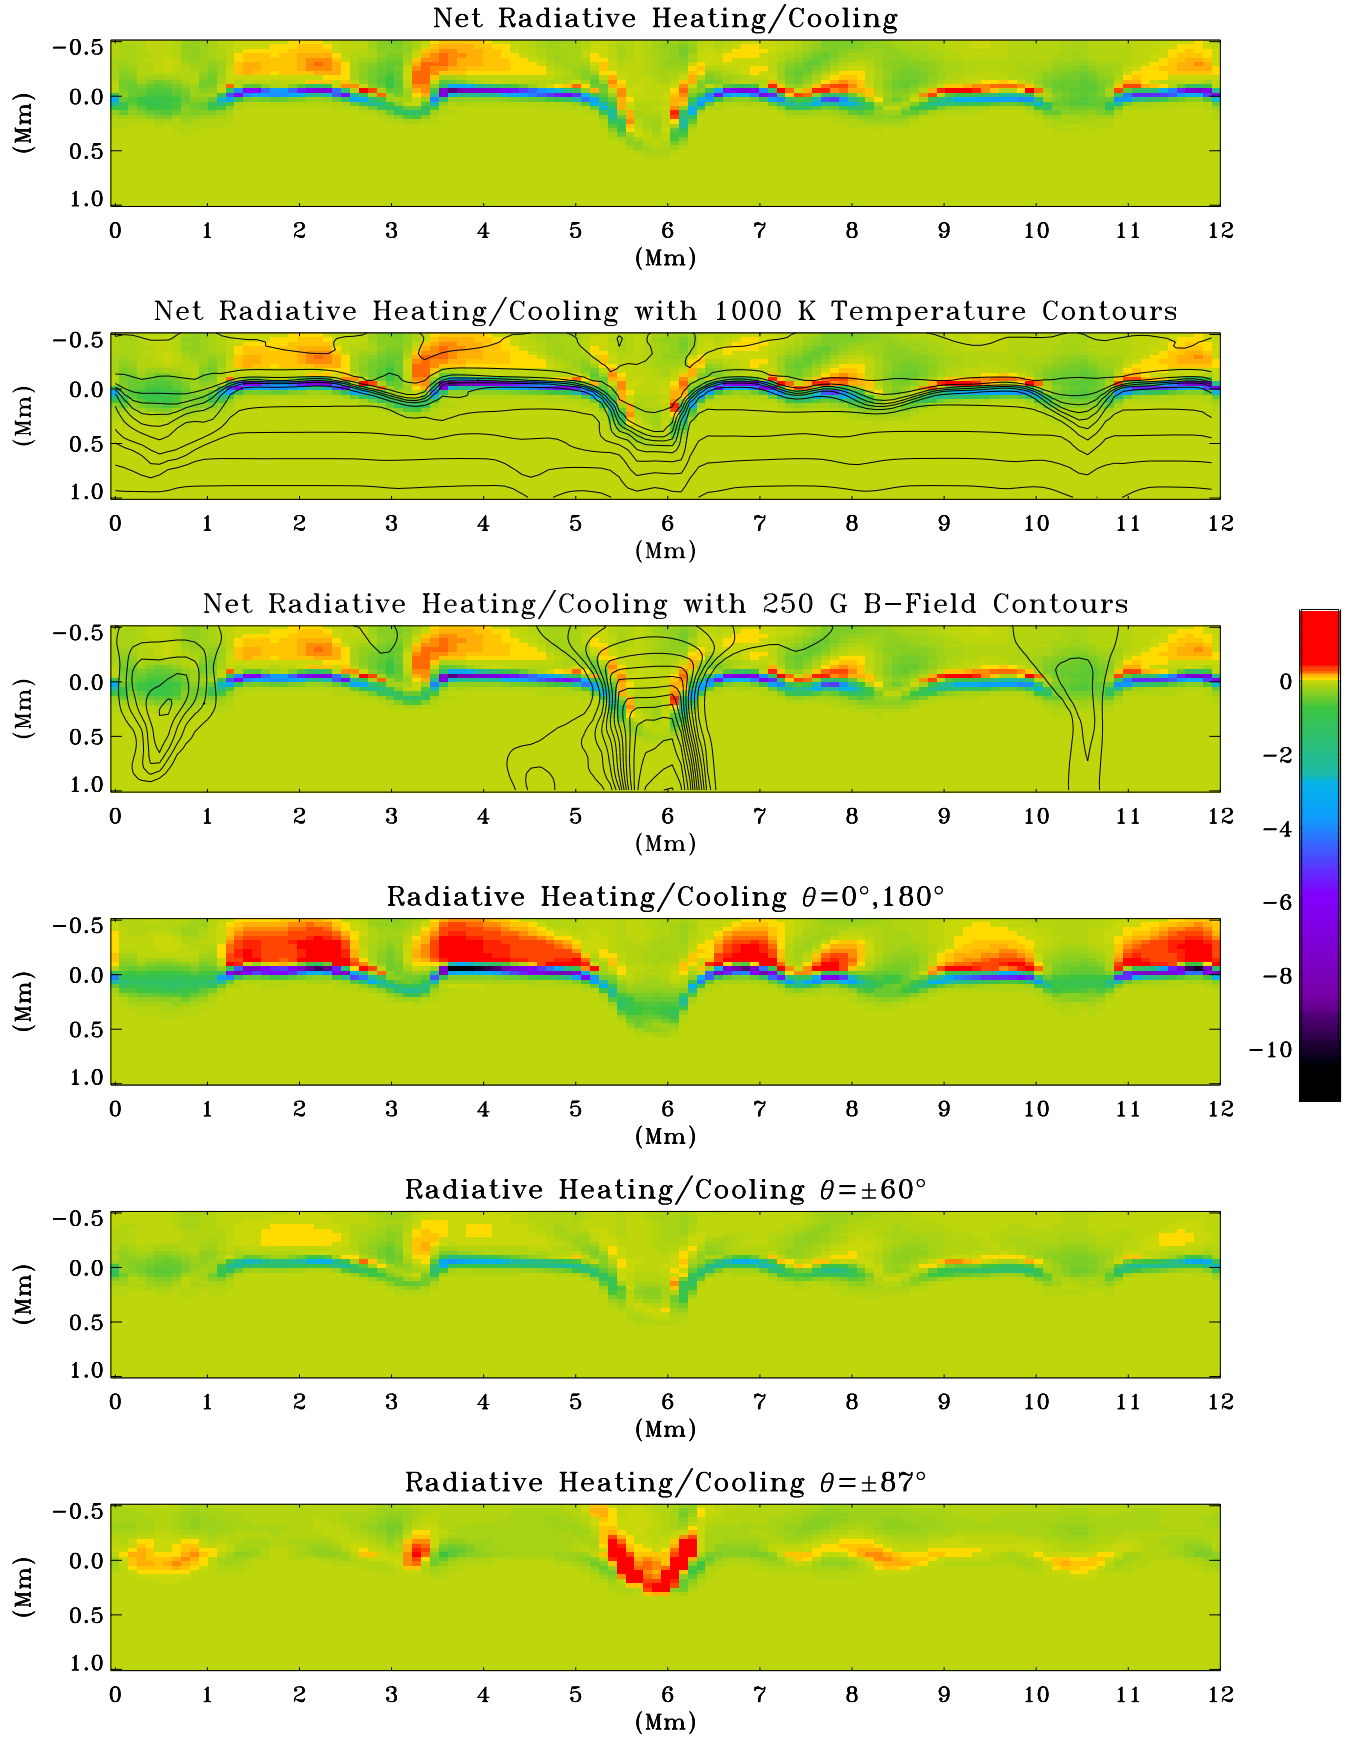 Net Radiative Heating/Cooling
−0.5
0.0
0.5
1.0
(Mm)
0 1 2 3 4 5 6 7 8 9 10 11 12
(Mm)
Net Radiative Heating/Cooling with 1000 K Temperature Contours
−0.5
0.0
0.5
1.0
(Mm)
0 1 2 3 4 5 6 7 8 9 10 11 12
(Mm)
Net Radiative Heating/Cooling with 250 G B−Field Contours
−0.5
0.0
0.5
1.0
(Mm)
0 1 2 3 4 5 6 7 8 9 10 11 12
(Mm)
0
−2
−4
−6
−8
−10
Radiative Heating/Cooling θ=0°,180°
−0.5
0.0
0.5
1.0
(Mm)
0 1 2 3 4 5 6 7 8 9 10 11 12
(Mm)
Radiative Heating/Cooling θ=±60°
−0.5
0.0
0.5
1.0
(Mm)
0 1 2 3 4 5 6 7 8 9 10 11 12
(Mm)
Radiative Heating/Cooling θ=±87°
−0.5
0.0
0.5
1.0
(Mm)
0 1 2 3 4 5 6 7 8 9 10 11 12
(Mm)